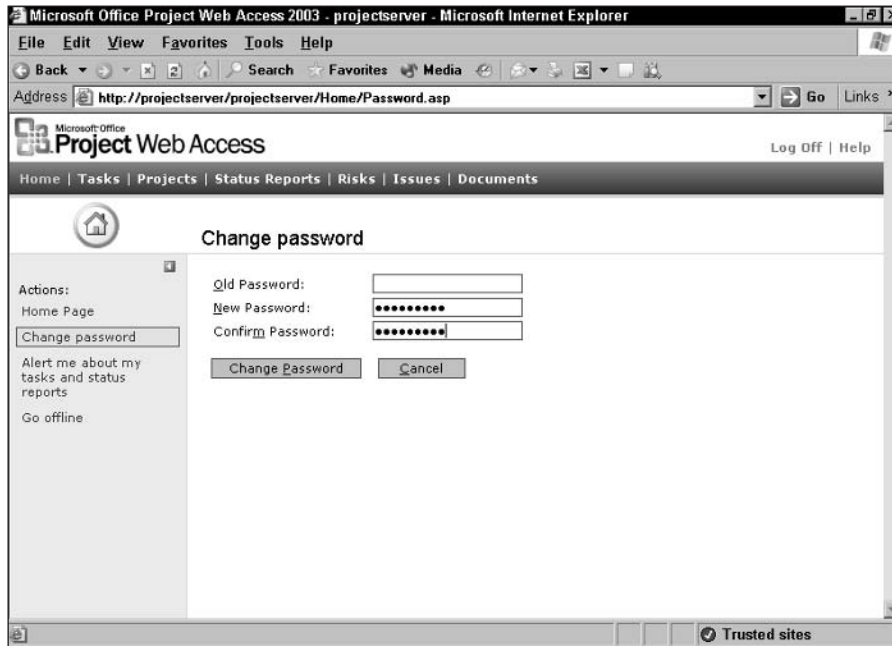 Microsoft Office Project Web Access 2003 - projectserver - Microsoft Internet Explorer
File Edit View Favorites Tools Help
Back Search Favorites Media
Address http://projectserver/projectserver/Home/Password.asp Go Links
Microsoft Office
Project Web Access
Log Off | Help
Home | Tasks | Projects | Status Reports | Risks | Issues | Documents
Change password
Actions:
Home Page
Change password
Alert me about my
tasks and status
reports
Go offline
Old Password:
New Password: •••••••••
Confirm Password: •••••••••
Change Password Cancel
Trusted sites